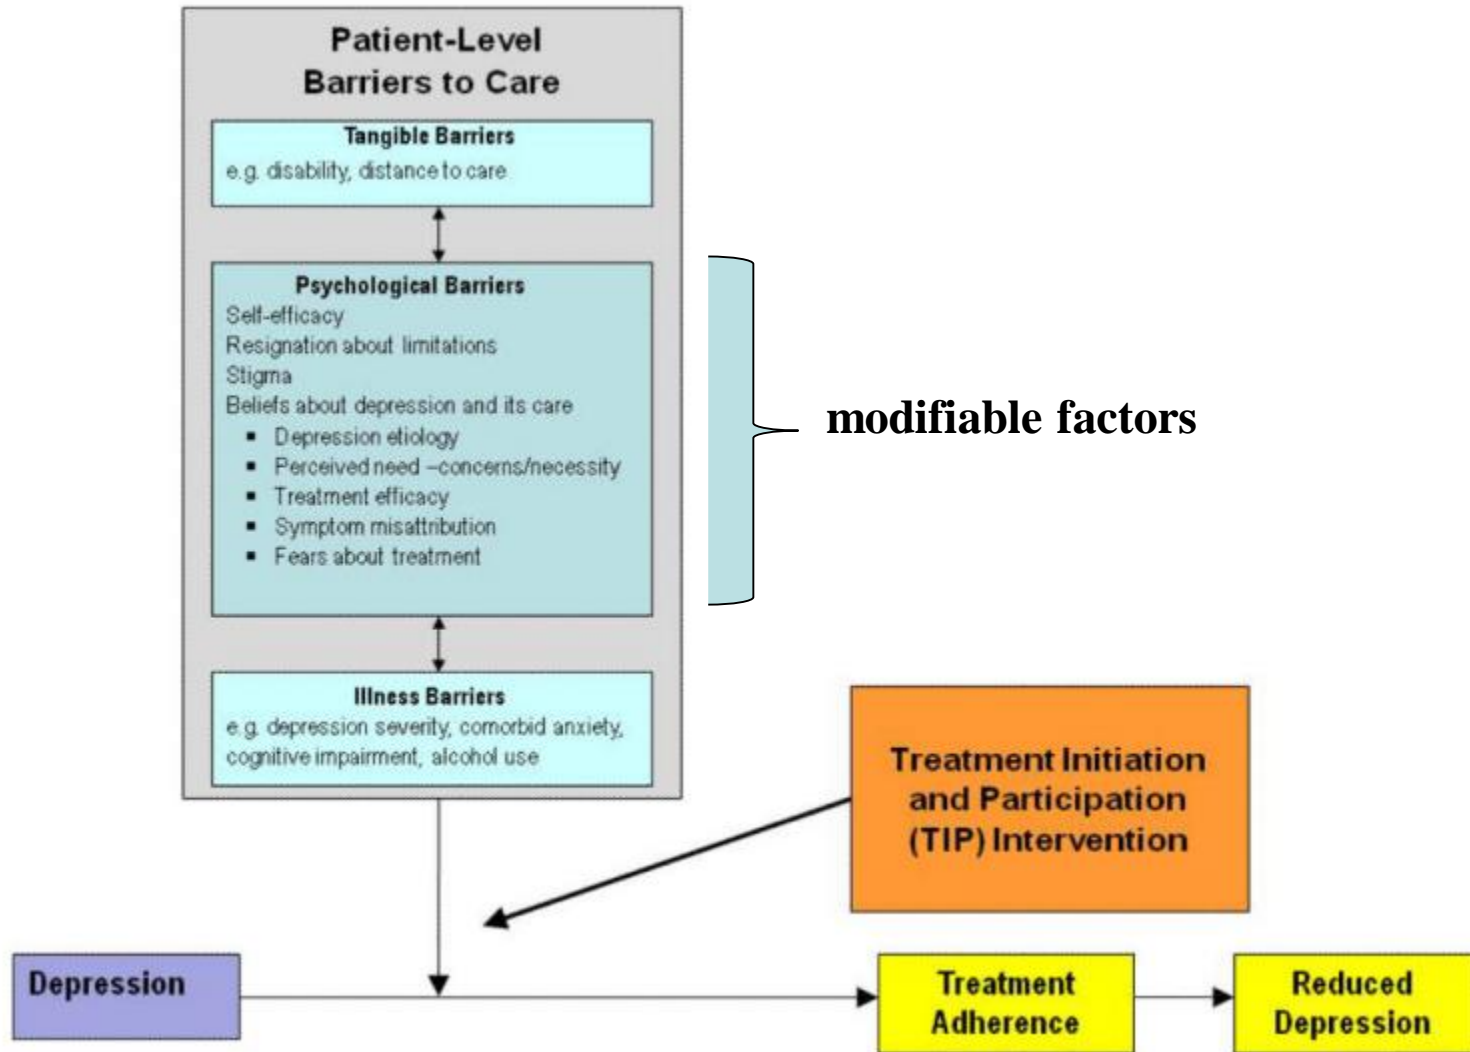 Patient-Level
Barriers to Care
Tangible Barriers
e.g. disability, distance to care
Psychological Barriers
Self-efficacy
Resignation about limitations
Stigma
Beliefs about depression and its care
▪ Depression etiology
▪ Perceived need –concerns/necessity
▪ Treatment efficacy
▪ Symptom misattribution
▪ Fears about treatment
modifiable factors
Illness Barriers
e.g. depression severity, comorbid anxiety,
cognitive impairment, alcohol use
Treatment Initiation
and Participation
(TIP) Intervention
Depression
Treatment
Adherence
Reduced
Depression